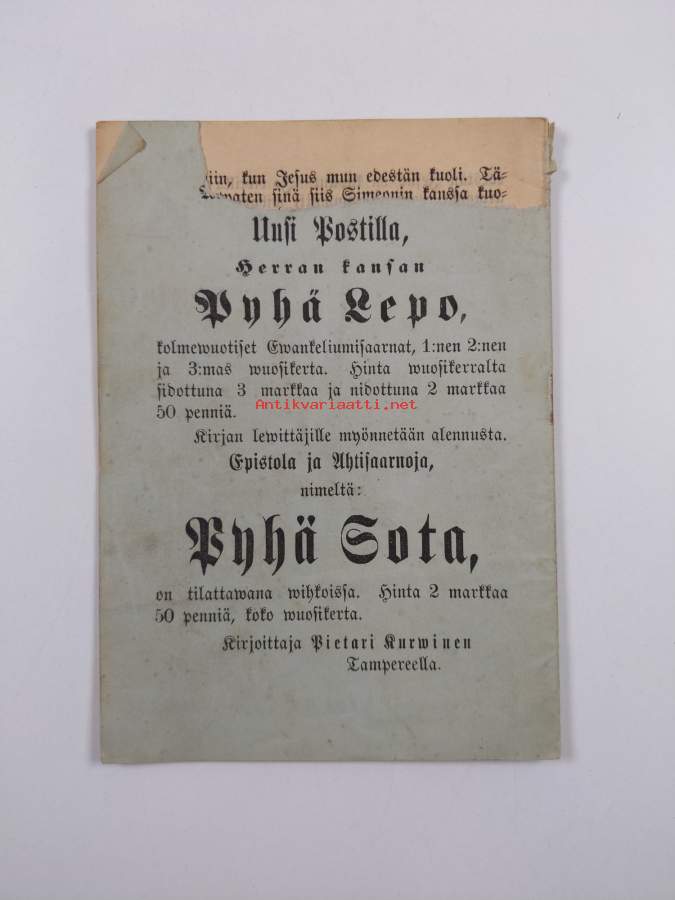 iin, kun Jesus mun edestän kuoli. Tä-
sinä siis Simeonin kanssa kuo-
Uusi Postilla,
Herran kansan
Pyhä Lepo,
kolmewuotiset Ewankeliumisaarnat, 1:nen 2:nen
ja 3:mas wuosikerta. Hinta wuosikerralta
sidottuna 3 markkaa ja nidottuna 2 markkaa
50 penniä.
Antikvariaatti.net
Kirjan lewittäjille myönnetään alennusta.
Epistola ja Ahtisaarnoja,
nimeltä:
Pyhä Sota,
on tilattawana wihkoissa. Hinta 2 markkaa
50 penniä, koko wuosikerta.
Kirjoittaja Pietari Kurwinen
Tampereella.